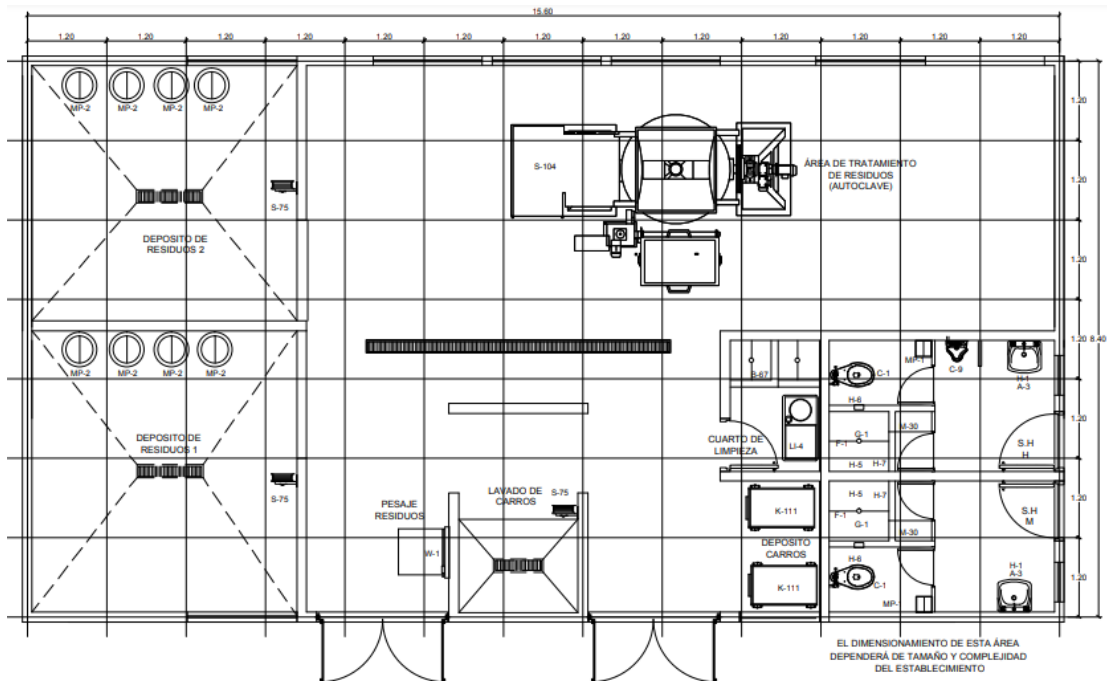 15.60
1.20 1.20 1.20 1.20 1.20 1.20 1.20 1.20 1.20 1.20 1.20 1.20 1.20
MP-2 MP-2 MP-2 MP-2
1.20
S-104
ÁREA DE TRATAMIENTO
DE RESIDUOS
(AUTOCLAVE)
1.20
S-75
DEPOSITO DE
RESIDUOS 2
1.20
1.20
8.40
MP-2 MP-2 MP-2 MP-2
B-67
C-1
MP-1
C-9
H-1
A-3
H-6
1.20
DEPOSITO DE
RESIDUOS 1
CUARTO DE
LIMPIEZA
LI-4
G-1
F-1
M-30
H-5
H-7
S.H
H
S-75
PESAJE
RESIDUOS
LAVADO DE
CARROS
S-75
K-111
H-5
H-7
F-1
G-1
M-30
S.H
M
1.20
W-1
DEPOSITO
CARROS
K-111
H-6
C-1
MP-1
H-1
A-3
1.20
EL DIMENSIONAMIENTO DE ESTA ÁREA
DEPENDERÁ DE TAMAÑO Y COMPLEJIDAD
DEL ESTABLECIMIENTO